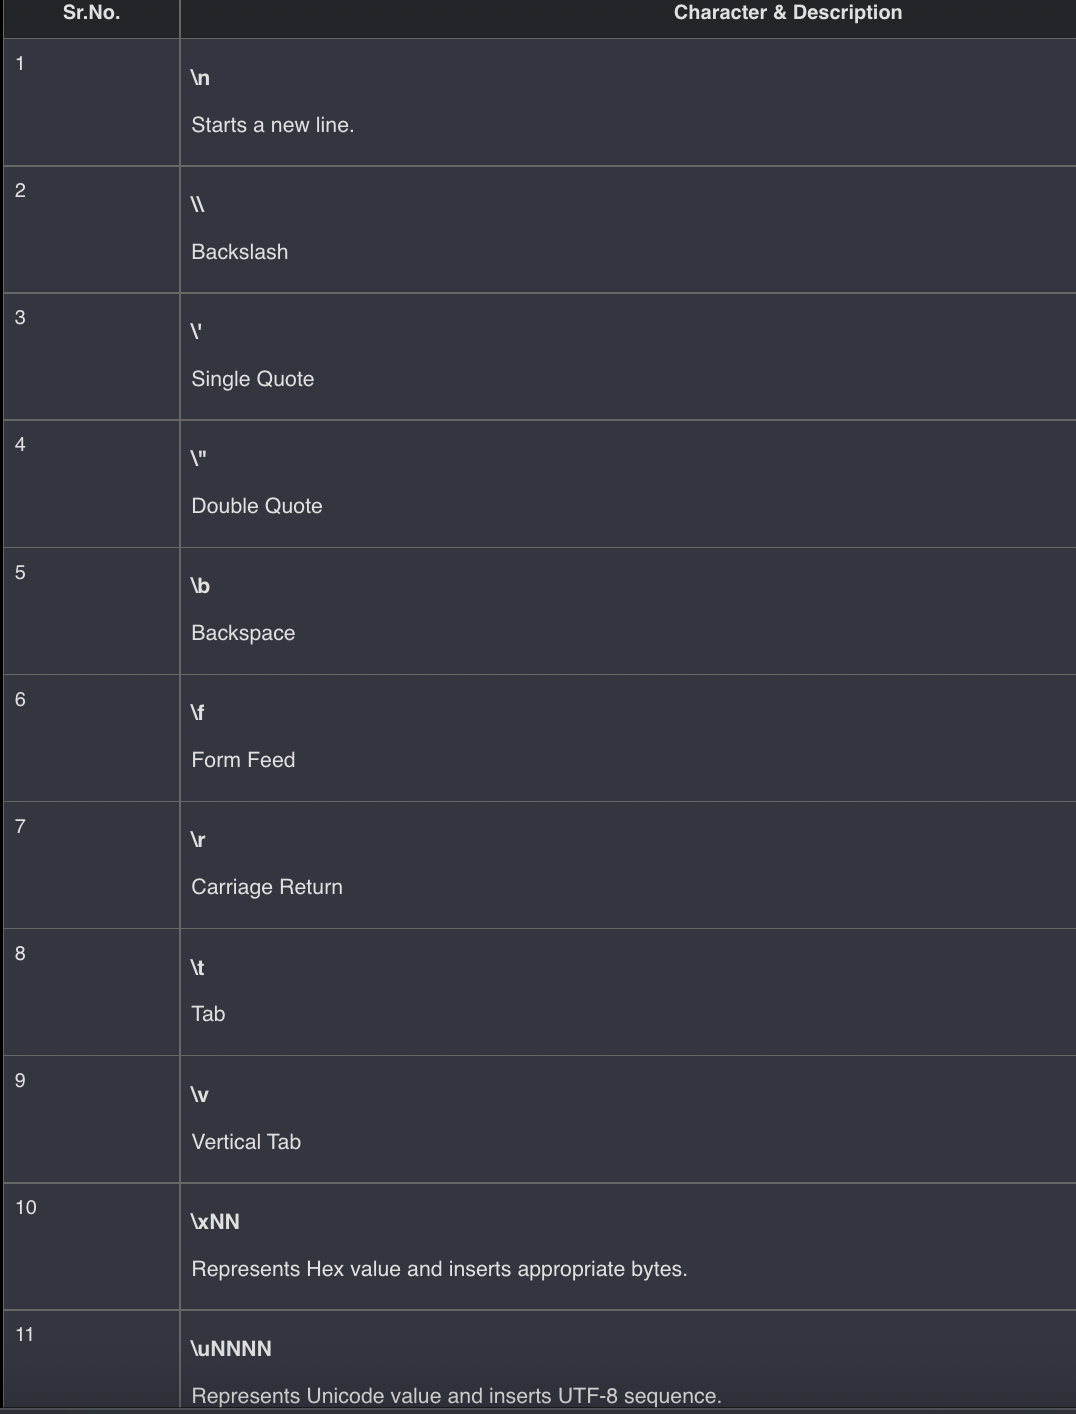 Sr.No. Character & Description
1
\n
Starts a new line.
2
\\
Backslash
3
\'
Single Quote
4
\"
Double Quote
5
\b
Backspace
6
\f
Form Feed
7
\r
Carriage Return
8
\t
Tab
9
\v
Vertical Tab
10
\xNN
Represents Hex value and inserts appropriate bytes.
11
\uNNNN
Represents Unicode value and inserts UTF-8 sequence.